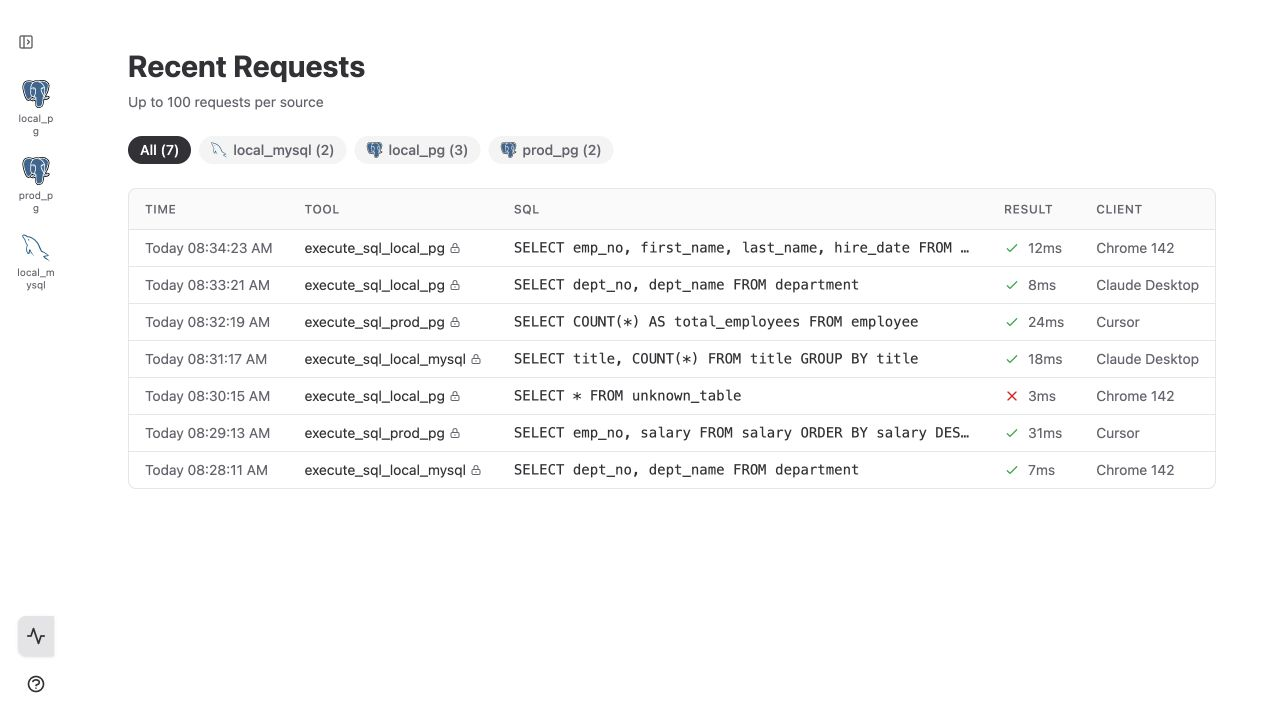 Recent Requests
Up to 100 requests per source
local_p
g
prod_p
g
local_m
ysql
All (7) local_mysql (2) local_pg (3) prod_pg (2)
TIME TOOL SQL RESULT CLIENT
Today 08:34:23 AM execute_sql_local_pg SELECT emp_no, first_name, last_name, hire_date FROM … 12ms Chrome 142
Today 08:33:21 AM execute_sql_local_pg SELECT dept_no, dept_name FROM department 8ms Claude Desktop
Today 08:32:19 AM execute_sql_prod_pg SELECT COUNT(*) AS total_employees FROM employee 24ms Cursor
Today 08:31:17 AM execute_sql_local_mysql SELECT title, COUNT(*) FROM title GROUP BY title 18ms Claude Desktop
Today 08:30:15 AM execute_sql_local_pg SELECT * FROM unknown_table 3ms Chrome 142
Today 08:29:13 AM execute_sql_prod_pg SELECT emp_no, salary FROM salary ORDER BY salary DES… 31ms Cursor
Today 08:28:11 AM execute_sql_local_mysql SELECT dept_no, dept_name FROM department 7ms Chrome 142